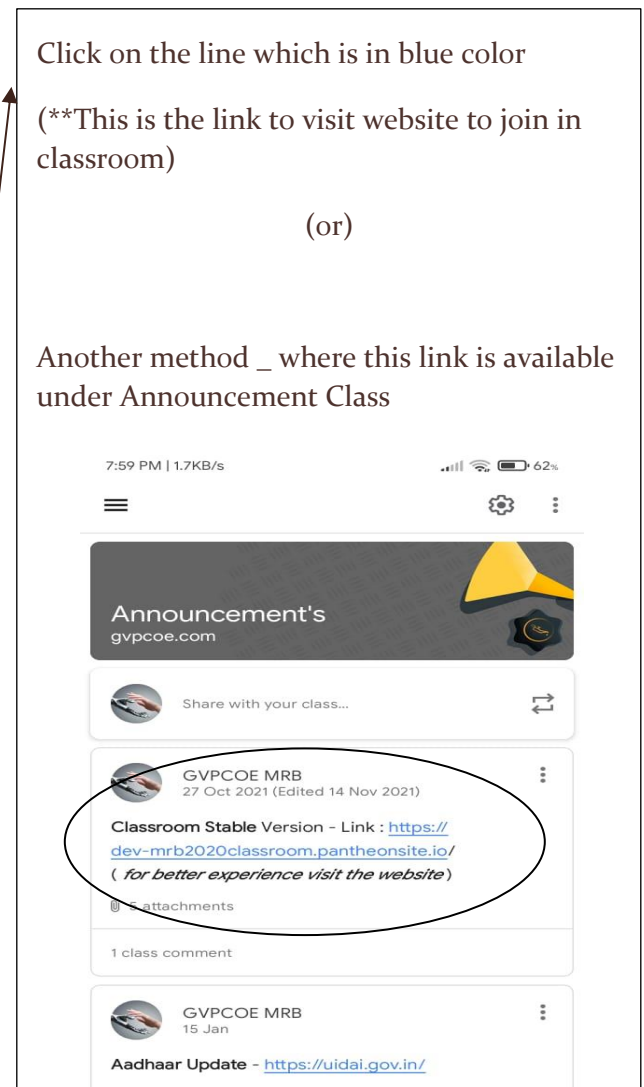 Click on the line which is in blue color
(**This is the link to visit website to join in
classroom)
(or)
Another method _ where this link is available
under Announcement Class
7:59 PM | 1.7KB/s 62%
Announcement's
gvpcoe.com
Share with your class...
GVPCOE MRB
27 Oct 2021 (Edited 14 Nov 2021)
Classroom Stable Version - Link : https://
dev-mrb2020classroom.pantheonsite.io/
( for better experience visit the website)
5 attachments
1 class comment
GVPCOE MRB
15 Jan
Aadhaar Update - https://uidai.gov.in/